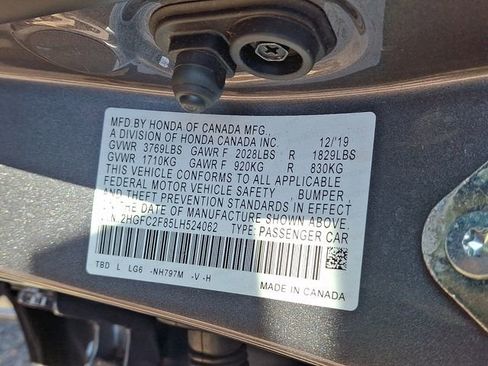 MFD.BY HONDA OF CANADA MFG.,
A DIVISION OF HONDA CANADA INC. 12/'19
GVWR 3769LBS GAWR F 2028LBS R 1829LBS
GVWR 1710KG GAWR F 920KG R 830KG
THIS VEHICLE CONFORMS TO ALL APPLICABLE
FEDERAL MOTOR VEHICLE SAFETY, BUMPER,
AND THEFT PREVENTION STANDARDS IN EFFECT
ON THE DATE OF MANUFACTURE SHOWN ABOVE.
V.I.N.:2HGFC2F85LH524062 TYPE:PASSENGER CAR
TBD L LG6 -NH797M -V -H
MADE IN CANADA